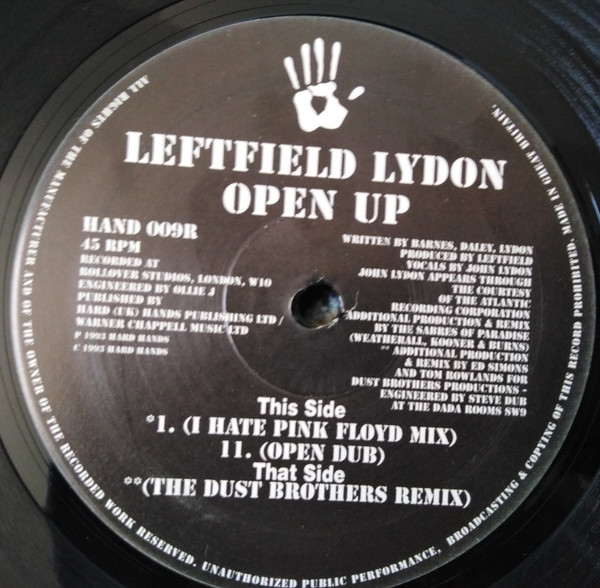 LEFTFIELD LYDON
OPEN UP
HAND 009R
45 RPM
RECORDED AT
ROLLOVER STUDIOS, LONDON, W10
ENGINEERED BY OLLIE J
PUBLISHED BY
HARD (UK) HANDS PUBLISHING LTD /
WARNER CHAPPELL MUSIC LTD
P 1993 HARD HANDS
C 1993 HARD HANDS
WRITTEN BY BARNES, DALEY, LYDON
PRODUCED BY LEFTFIELD
VOCALS BY JOHN LYDON
JOHN LYDON APPEARS THROUGH
THE COURTESY
OF THE ATLANTIC
RECORDING CORPORATION
*ADDITIONAL PRODUCTION & REMIX
BY THE SABRES OF PARADISE
(WEATHERALL, KOONER & BURNS)
** ADDITIONAL PRODUCTION
& REMIX BY ED SIMONS
AND TOM ROWLANDS FOR
DUST BROTHERS PRODUCTIONS -
ENGINEERED BY STEVE DUB
AT THE DADA ROOMS SW9
This Side
*1. (I HATE PINK FLOYD MIX)
11. (OPEN DUB)
That Side
**(THE DUST BROTHERS REMIX)
ALL RIGHTS OF THE MANUFACTURER AND OF THE OWNER OF THE RECORDED WORK RESERVED. UNAUTHORIZED PUBLIC PERFORMANCE, BROADCASTING & COPYING OF THIS RECORD PROHIBITED. MADE IN GREAT BRITAIN.